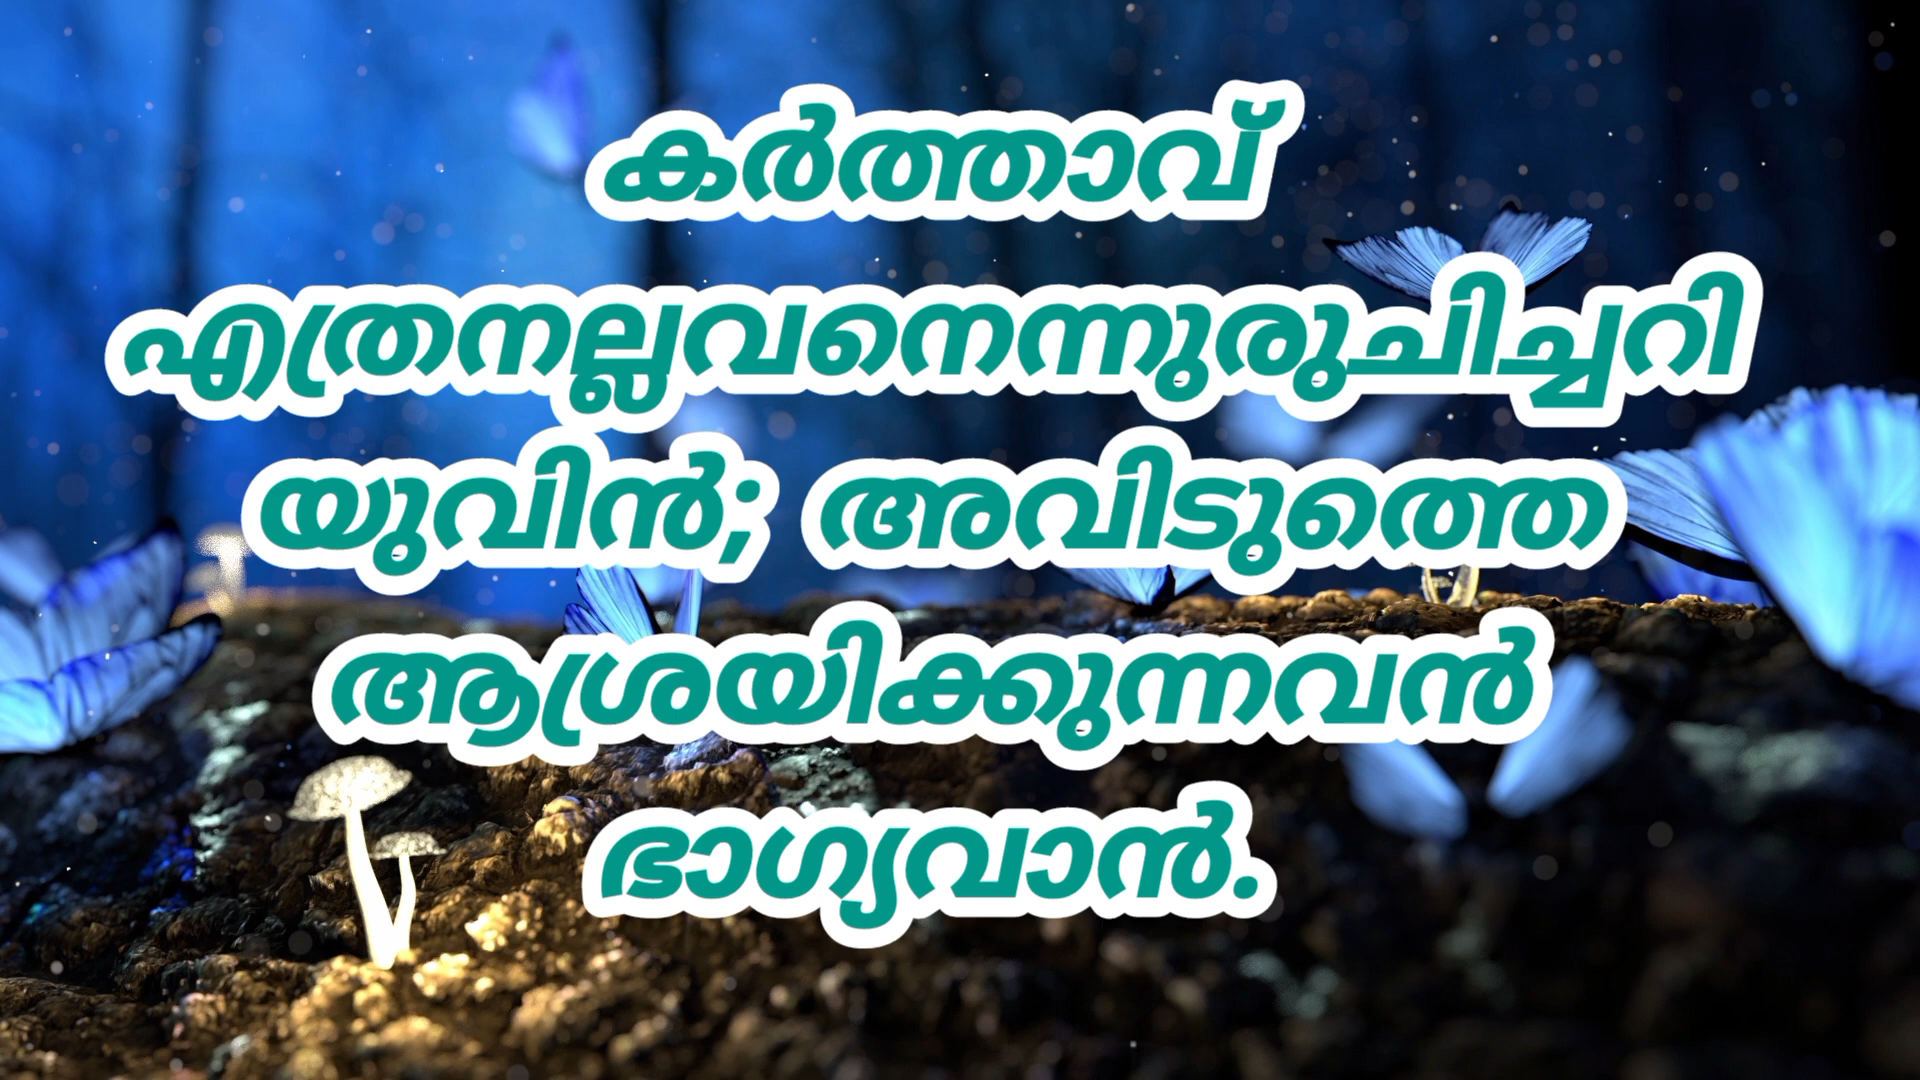 കർത്താവ്
എത്രനല്ലവനെന്നുരുചിച്ചറി
യുവിൻ; അവിടുത്തെ
ആശ്രയിക്കുന്നവൻ
ഭാഗ്യവാൻ.